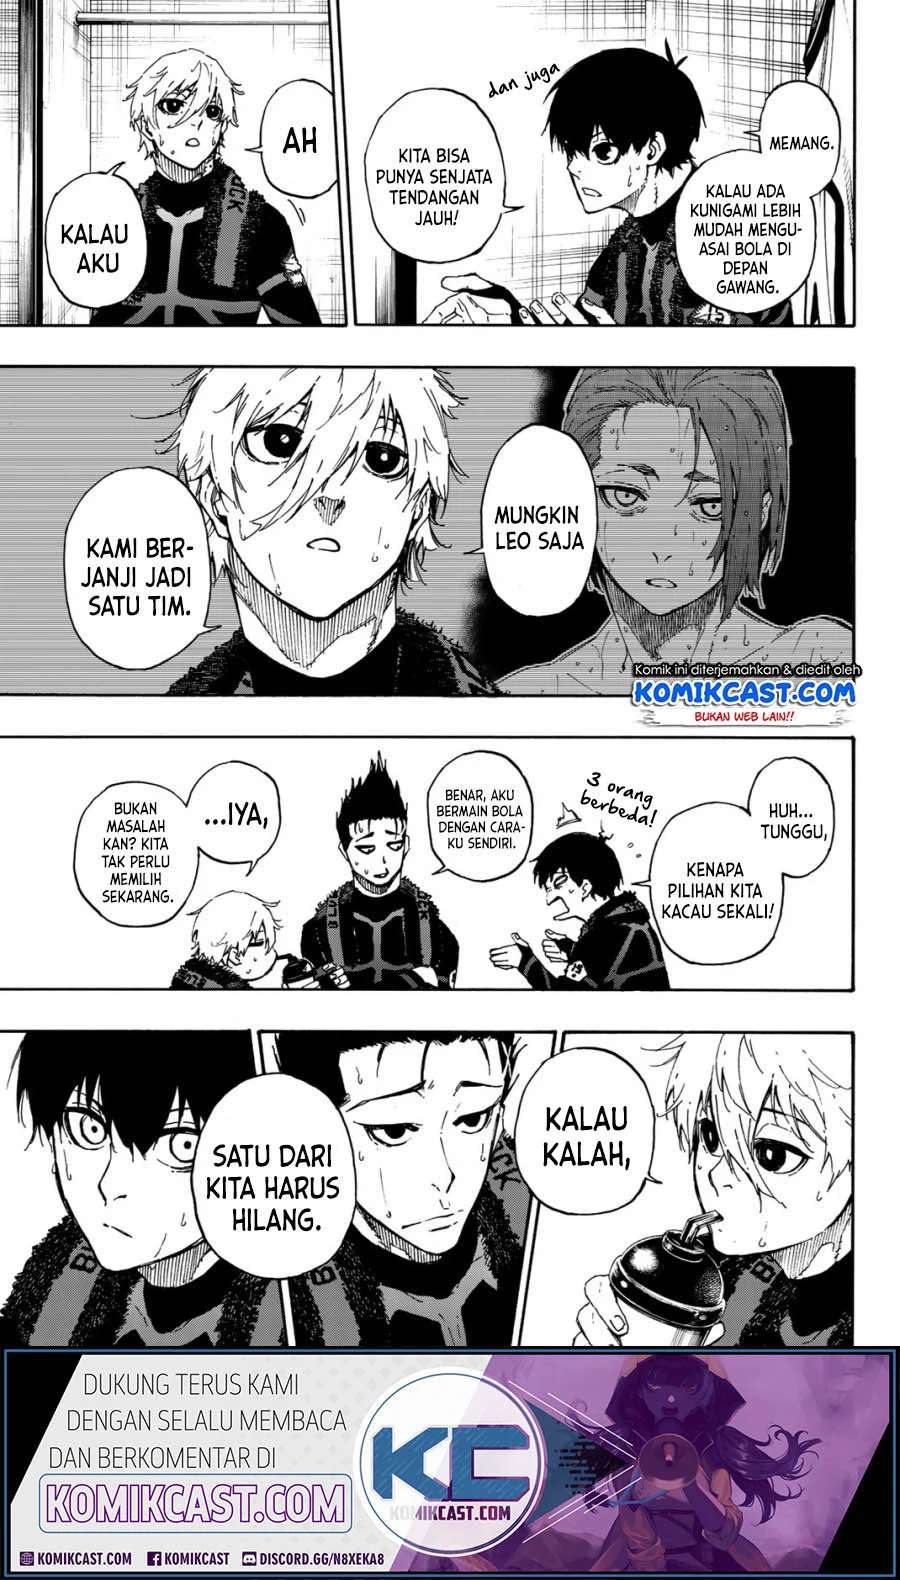 MEMANG.
KALAU ADA
KUNIGAMI LEBIH
MUDAH MENGU-
ASAI BOLA DI
DEPAN
GAWANG.
dan juga
KITA BISA
PUNYA SENJATA
TENDANGAN
JAUH!
AH
KALAU
AKU
CK
MUNGKIN
LEO SAJA
KAMI BER-
JANJI JADI
SATU TIM.
Komik ini diterjemahkan & diedit oleh
KOMIKCAST.COM
BUKAN WEB LAIN!!
HUH...
TUNGGU,
KENAPA
PILIHAN KITA
KACAU SEKALI!
3 orang
berbeda!
BENAR, AKU
BERMAIN BOLA
DENGAN CARA-
KU SENDIRI.
...IYA,
BUKAN
MASALAH
KAN? KITA
TAK PERLU
MEMILIH
SEKARANG.
KALAU
KALAH,
SATU DARI
KITA HARUS
HILANG.
DUKUNG TERUS KAMI
DENGAN SELALU MEMBACA
DAN BERKOMENTAR DI
KOMIKCAST.COM
KC
KOMIKCAST.COM
KOMIKCAST.COM
KOMIKCAST
DISCORD.GG/N8XEKA8